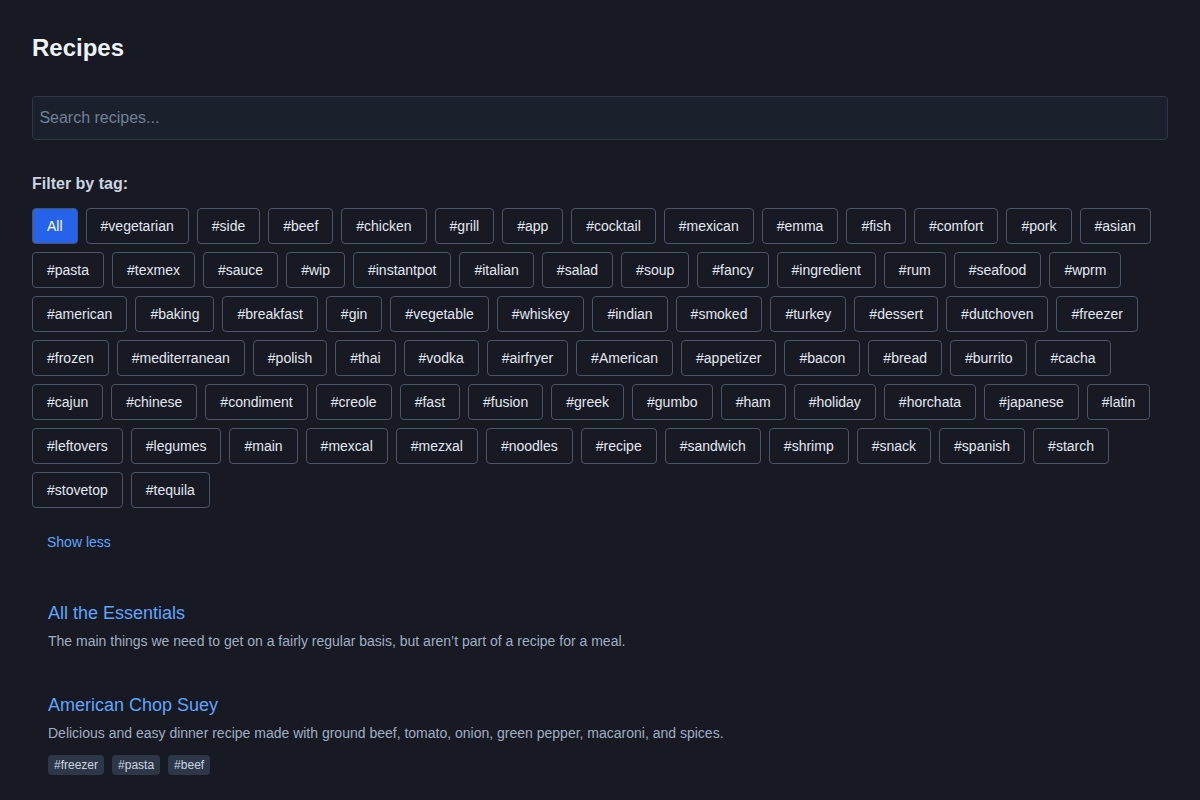 Recipes
Search recipes...
Filter by tag:
All #vegetarian #side #beef #chicken #grill #app #cocktail #mexican #emma #fish #comfort #pork #asian
#pasta #texmex #sauce #wip #instantpot #italian #salad #soup #fancy #ingredient #rum #seafood #wprm
#american #baking #breakfast #gin #vegetable #whiskey #indian #smoked #turkey #dessert #dutchoven #freezer
#frozen #mediterranean #polish #thai #vodka #airfryer #American #appetizer #bacon #bread #burrito #cacha
#cajun #chinese #condiment #creole #fast #fusion #greek #gumbo #ham #holiday #horchata #japanese #latin
#leftovers #legumes #main #mexcal #mezxal #noodles #recipe #sandwich #shrimp #snack #spanish #starch
#stovetop #tequila
Show less
All the Essentials
The main things we need to get on a fairly regular basis, but aren’t part of a recipe for a meal.
American Chop Suey
Delicious and easy dinner recipe made with ground beef, tomato, onion, green pepper, macaroni, and spices.
#freezer #pasta #beef